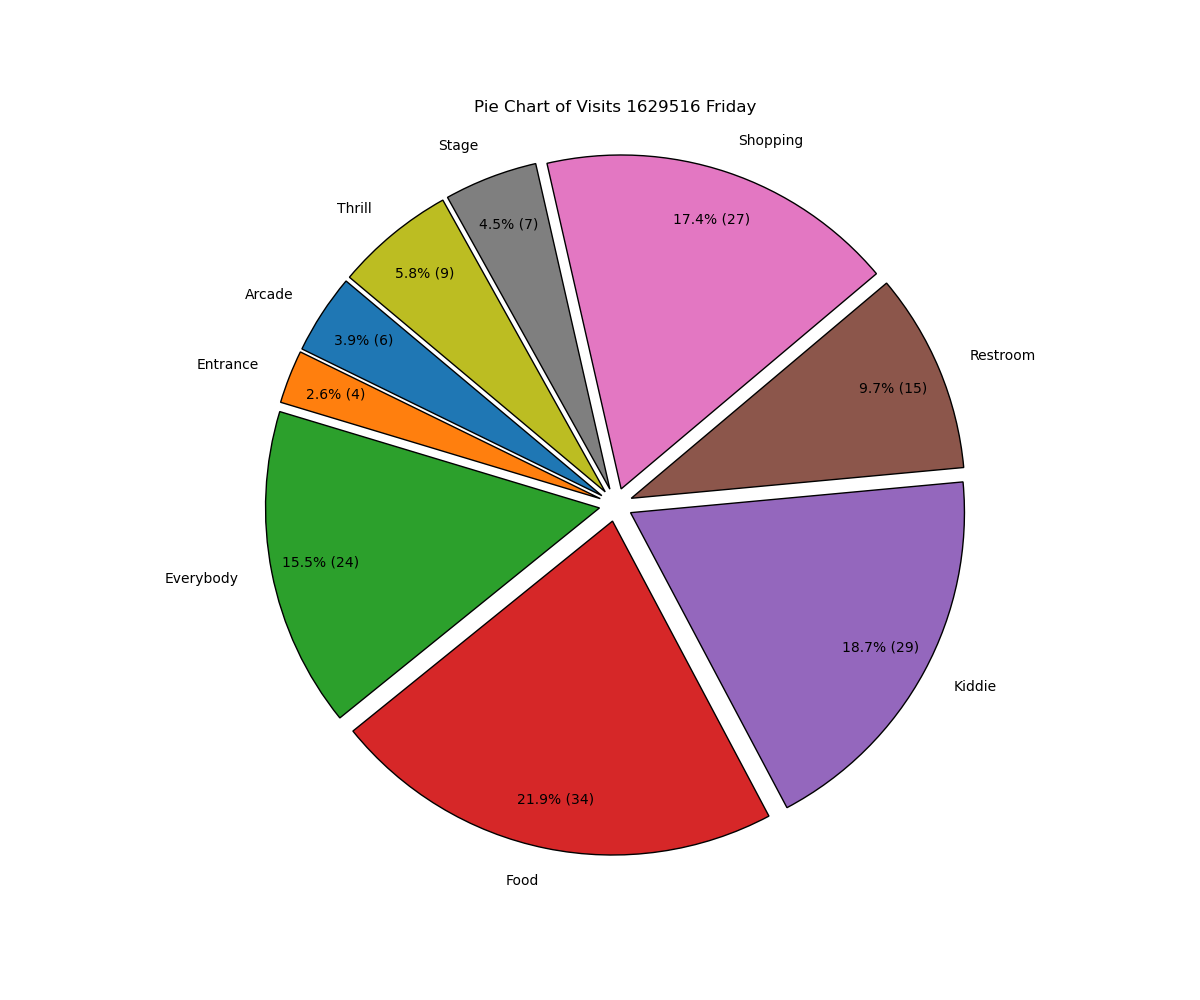 Pie Chart of Visits 1629516 Friday
Shopping
17.4% (27)
Stage
4.5% (7)
Thrill
5.8% (9)
Arcade
3.9% (6)
Entrance
2.6% (4)
Restroom
9.7% (15)
Everybody
15.5% (24)
Kiddie
18.7% (29)
Food
21.9% (34)